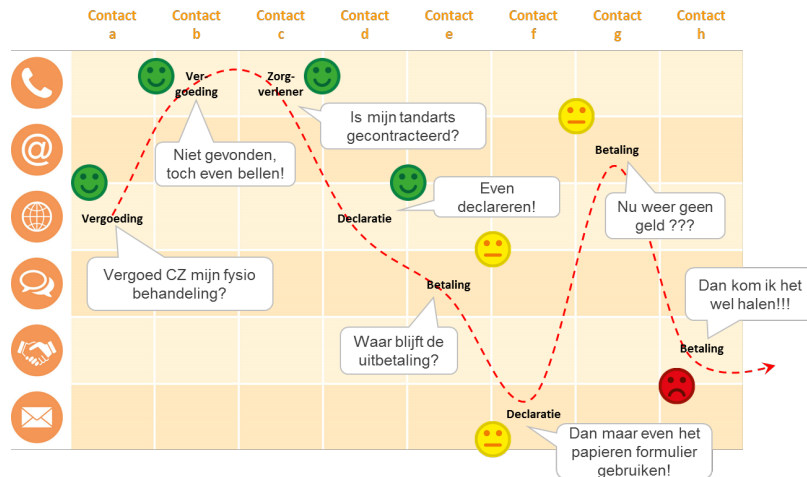 Contact
a
Contact
b
Contact
c
Contact
d
Contact
e
Contact
f
Contact
g
Contact
h
Ver-
goeding
Zorg-
verlener
Is mijn tandarts
gecontracteerd?
Niet gevonden,
toch even bellen!
@
Betaling
Even
declareren!
Vergoeding
Declaratie
Nu weer geen
geld ???
Vergoed CZ mijn fysio
behandeling?
Betaling
Dan kom ik het
wel halen!!!
Waar blijft de
uitbetaling?
Betaling
Declaratie
Dan maar even het
papieren formulier
gebruiken!